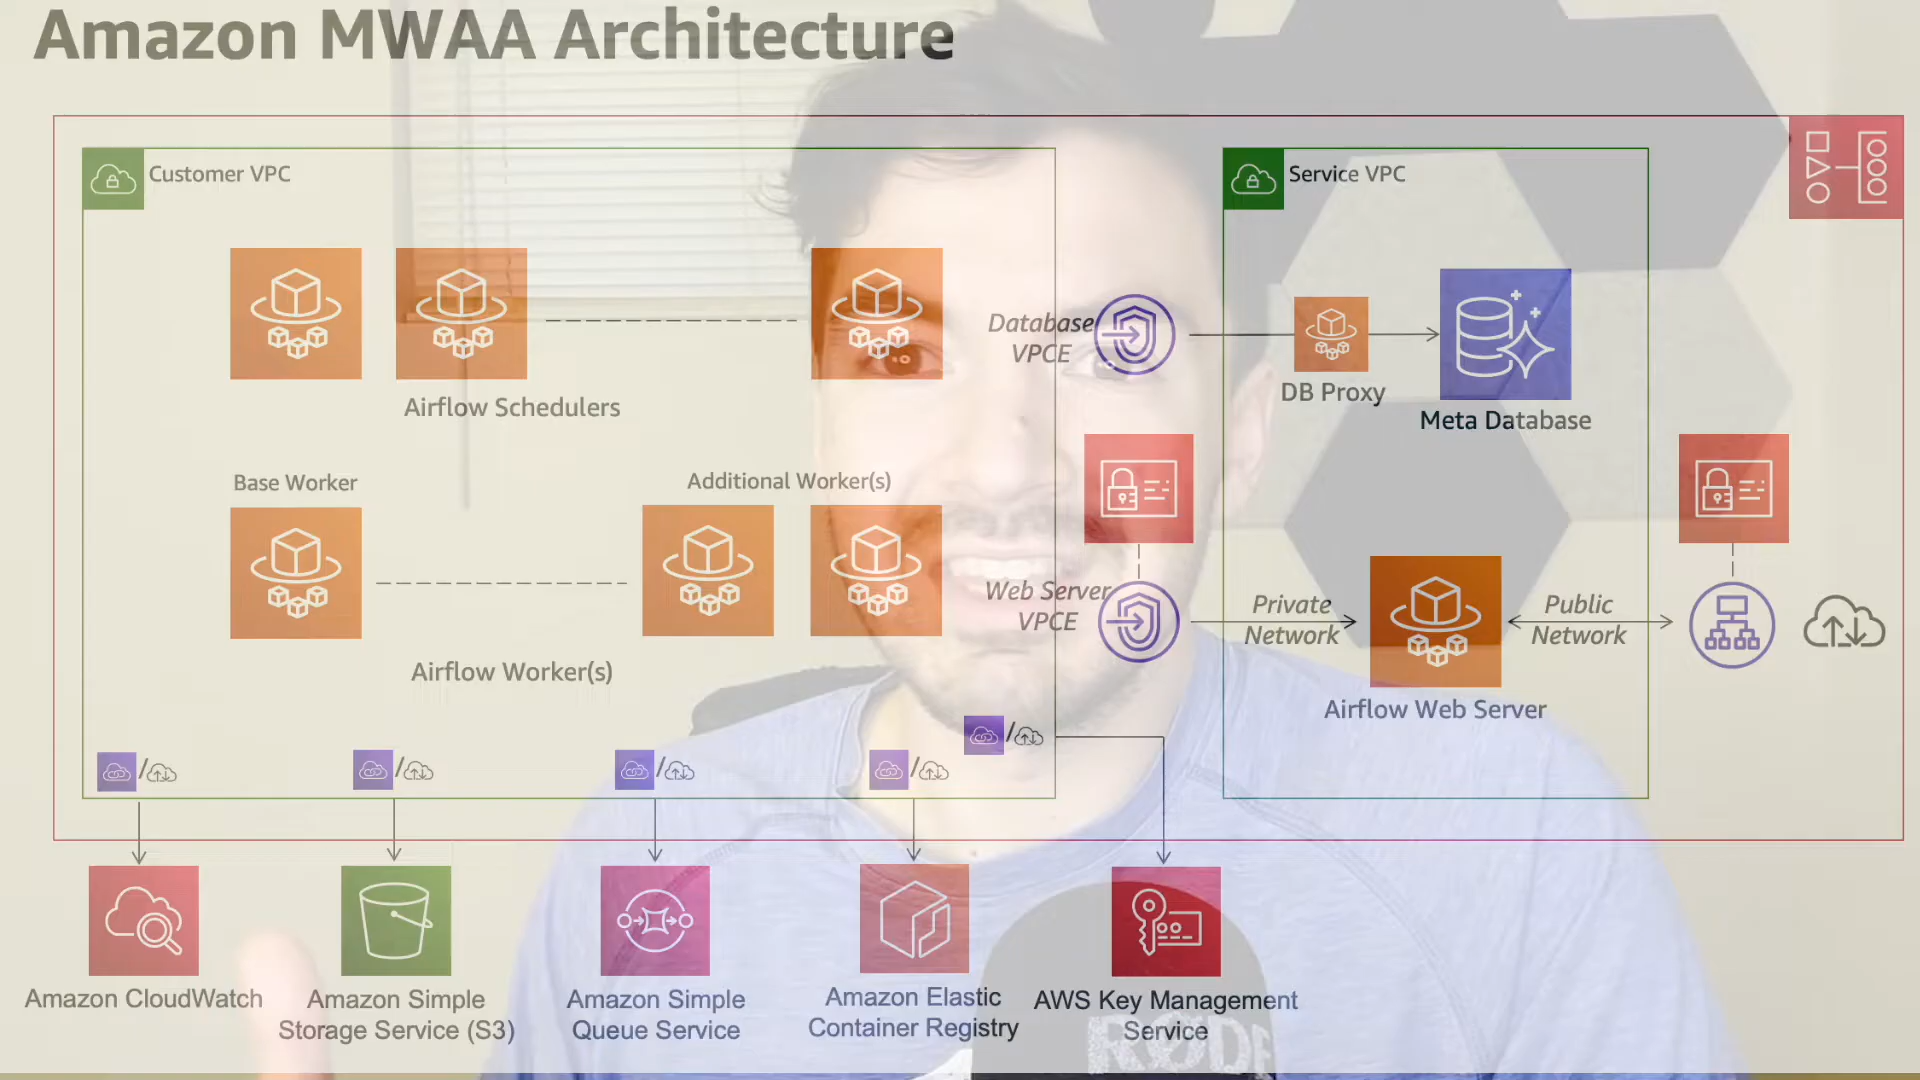 Amazon MWAA Architecture
Customer VPC
Service VPC
Database
VPCE
DB Proxy
Meta Database
Airflow Schedulers
Base Worker
Additional Worker(s)
Web Server
VPCE
Private
Network
Public
Network
Airflow Worker(s)
Airflow Web Server
/
/
/
/
/
Amazon CloudWatch
Amazon Simple
Storage Service (S3)
Amazon Simple
Queue Service
Amazon Elastic
Container Registry
AWS Key Management
Service
RØDE